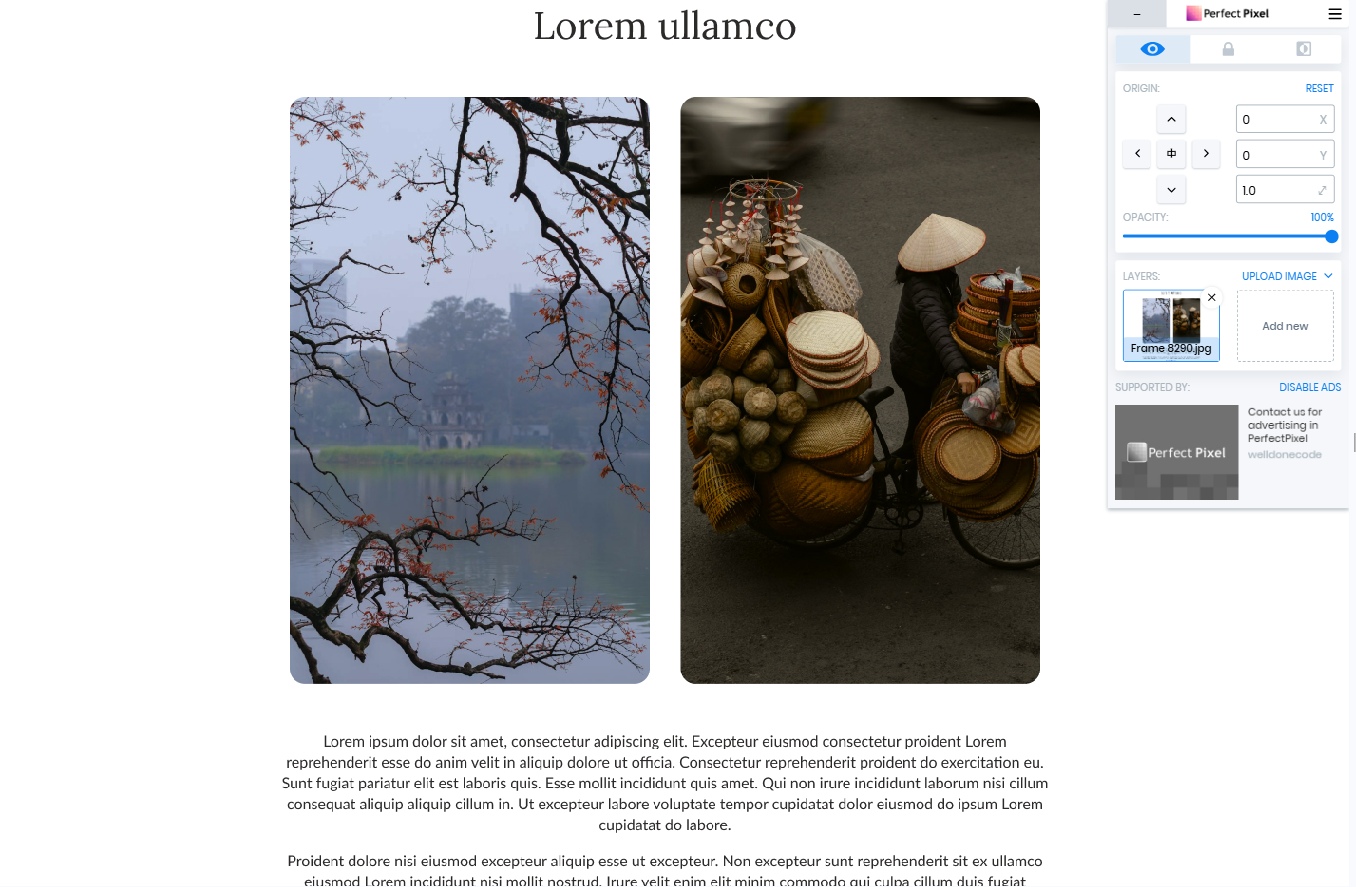 Lorem ullamco
Perfect Pixel
ORIGIN:
RESET
0 X
0 Y
1.0
OPACITY:
100%
LAYERS:
UPLOAD IMAGE
Frame 8290.jpg
Add new
SUPPORTED BY:
DISABLE ADS
Perfect Pixel
Contact us for
advertising in
PerfectPixel
welldonecode
Lorem ipsum dolor sit amet, consectetur adipiscing elit. Excepteur eiusmod consectetur proident Lorem
reprehenderit esse do anim velit in aliquip dolore ut officia. Consectetur reprehenderit proident do exercitation eu.
Sunt fugiat pariatur elit est laboris quis. Esse mollit incididunt quis amet. Qui non irure incididunt laborum nisi cillum
consequat aliquip aliquip cillum in. Ut excepteur labore voluptate tempor cupidatat dolor eiusmod do ipsum Lorem
cupidatat do labore.
Proident dolore nisi eiusmod excepteur aliquip esse ut excepteur. Non excepteur sunt reprehenderit sit ex ullamco
eiusmod Lorem incididunt nisi mollit nostrud. Irure velit enim elit minim commodo qui culpa cillum duis fugiat